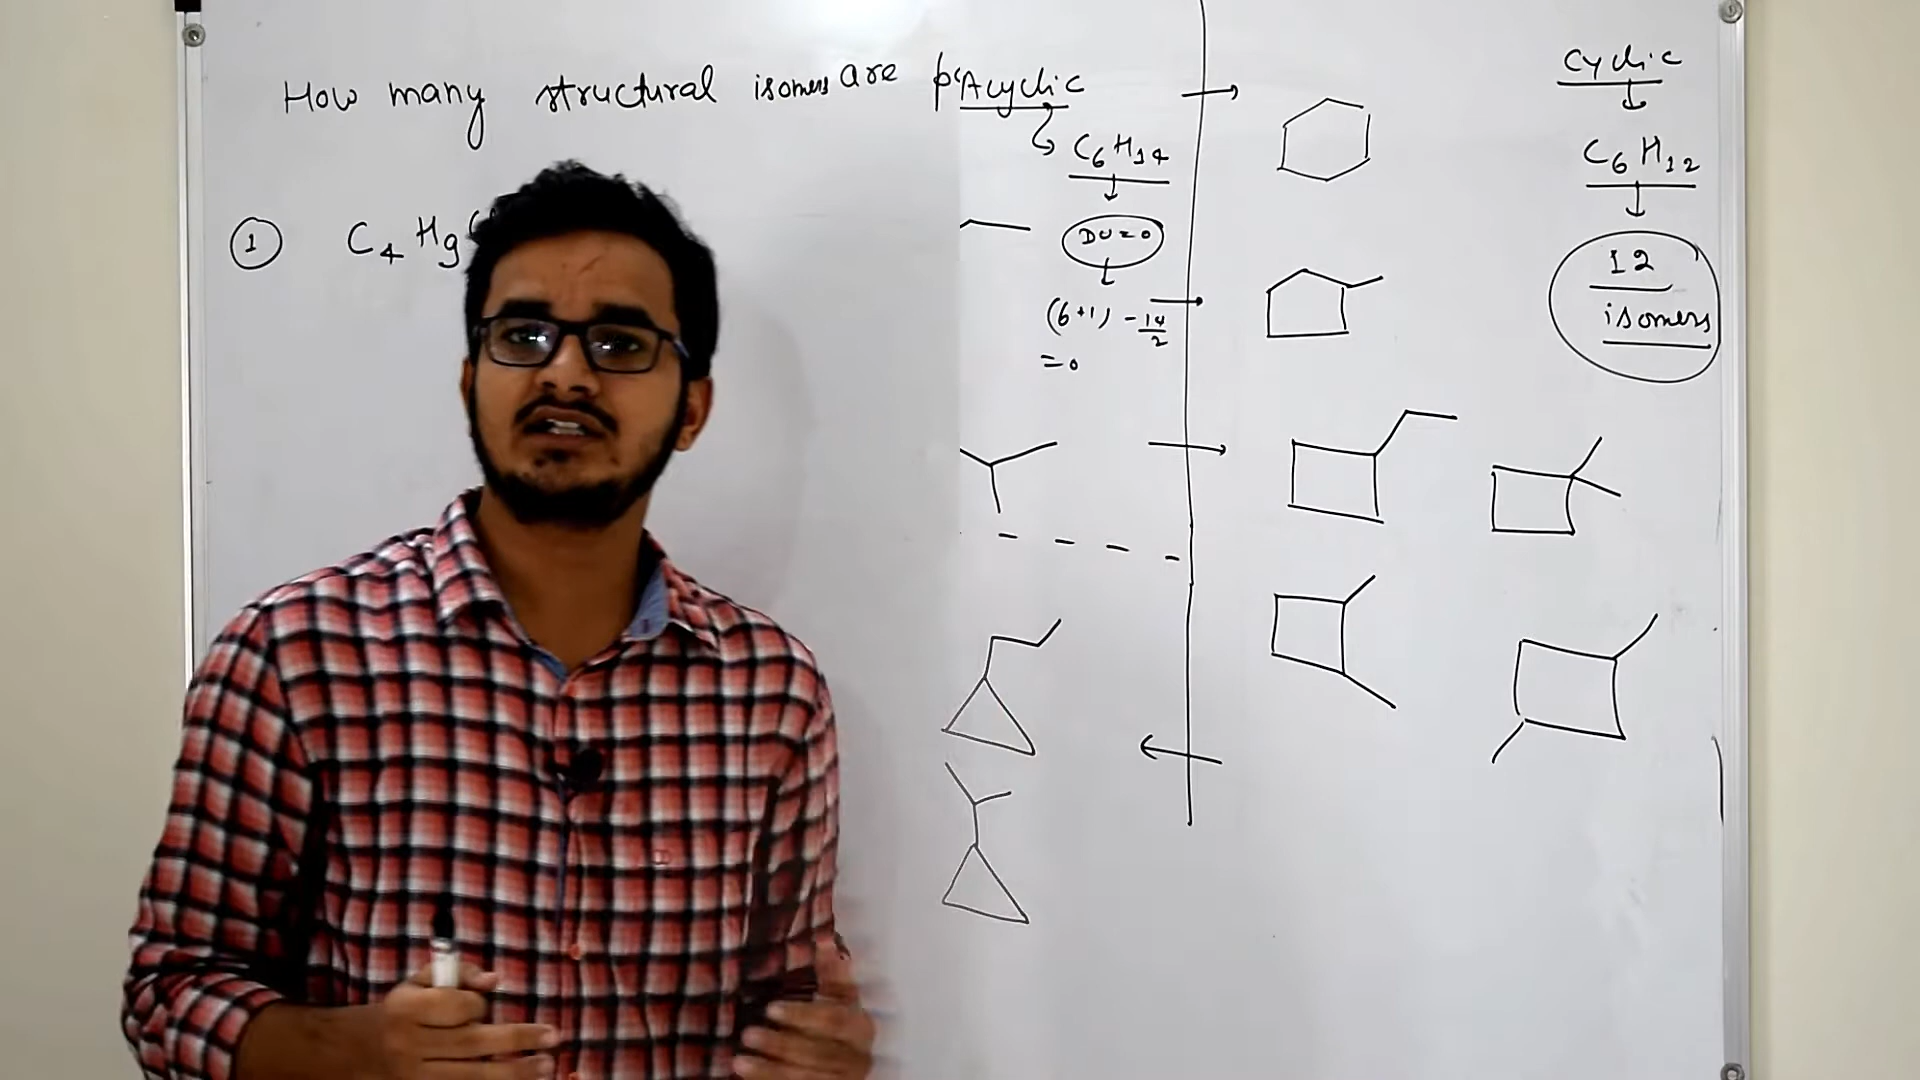 How many structural isomers are
Acyclic
C6H14
DU = 0
(6+1) - 14/2
= 0
1 C4H9
Cyclic
C6H12
12
isomers